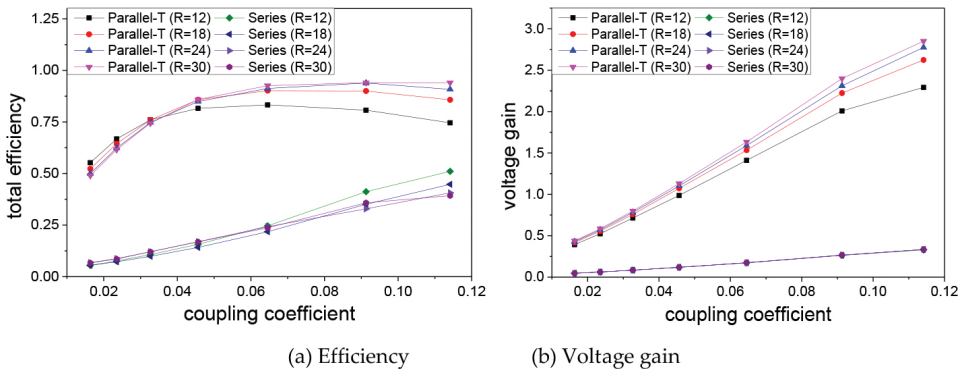 Parallel-T (R=12) Series (R=12)
Parallel-T (R=18) Series (R=18)
Parallel-T (R=24) Series (R=24)
Parallel-T (R=30) Series (R=30)
1.25
1.00
0.75
0.50
0.25
0.00
total efficiency
0.02 0.04 0.06 0.08 0.10 0.12
coupling coefficient
(a) Efficiency
Parallel-T (R=12) Series (R=12)
Parallel-T (R=18) Series (R=18)
Parallel-T (R=24) Series (R=24)
Parallel-T (R=30) Series (R=30)
3.0
2.5
2.0
1.5
1.0
0.5
0.0
voltage gain
0.02 0.04 0.06 0.08 0.10 0.12
coupling coefficient
(b) Voltage gain